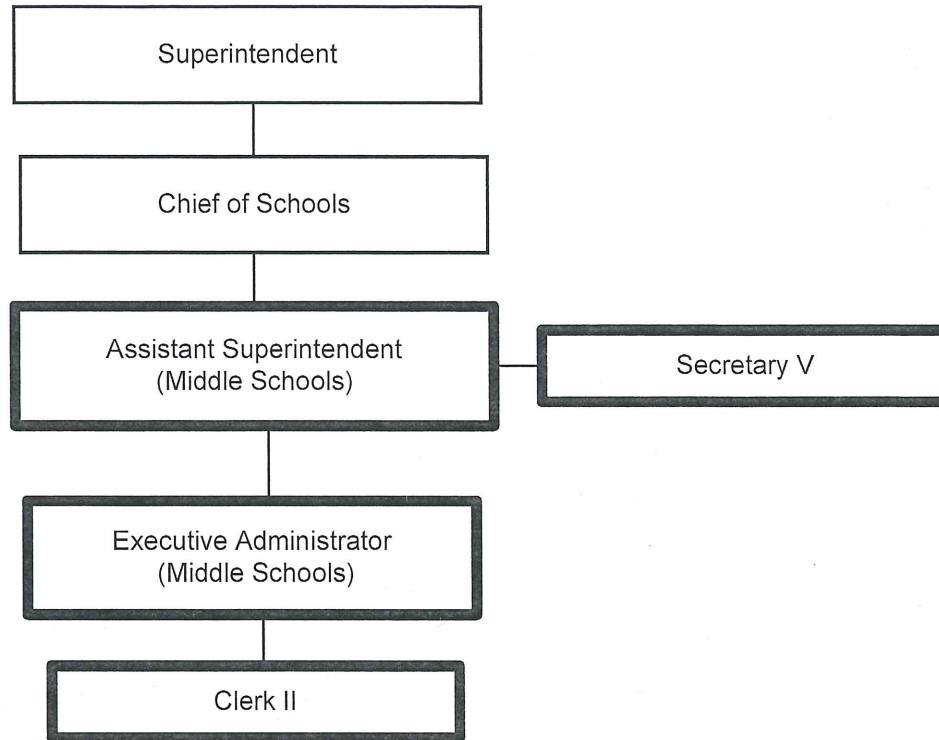 Superintendent
Chief of Schools
Assistant Superintendent
(Middle Schools)
Secretary V
Executive Administrator
(Middle Schools)
Clerk II